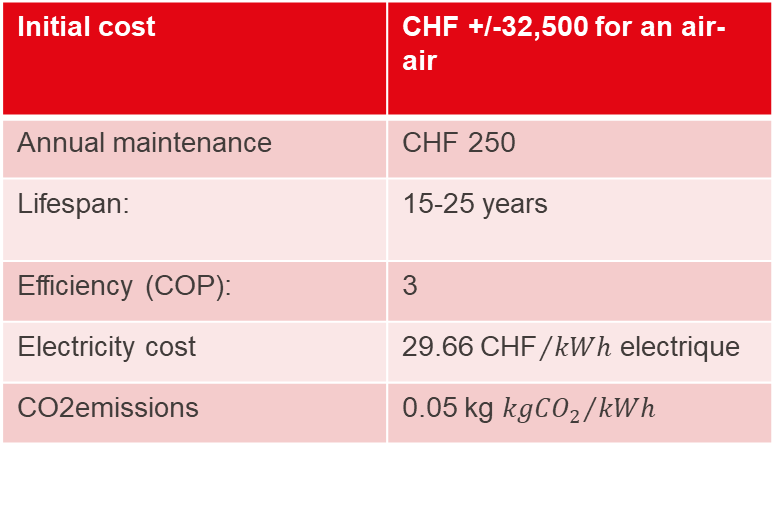 Initial cost
CHF +/-32,500 for an air-
air
Annual maintenance
CHF 250
Lifespan:
15-25 years
Efficiency (COP):
3
Electricity cost
29.66 CHF/kWh electrique
CO2emissions
0.05 kg kgCO₂/kWh